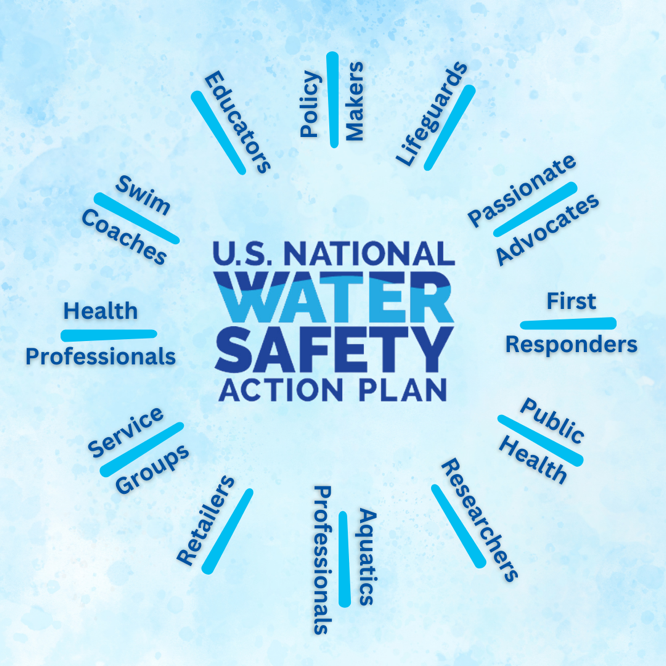 U.S. NATIONAL
WATER
SAFETY
ACTION PLAN
Policy
Makers
Lifeguards
Passionate
Advocates
First
Responders
Public
Health
Researchers
Aquatics
Professionals
Retailers
Service
Groups
Health
Professionals
Swim
Coaches
Educators